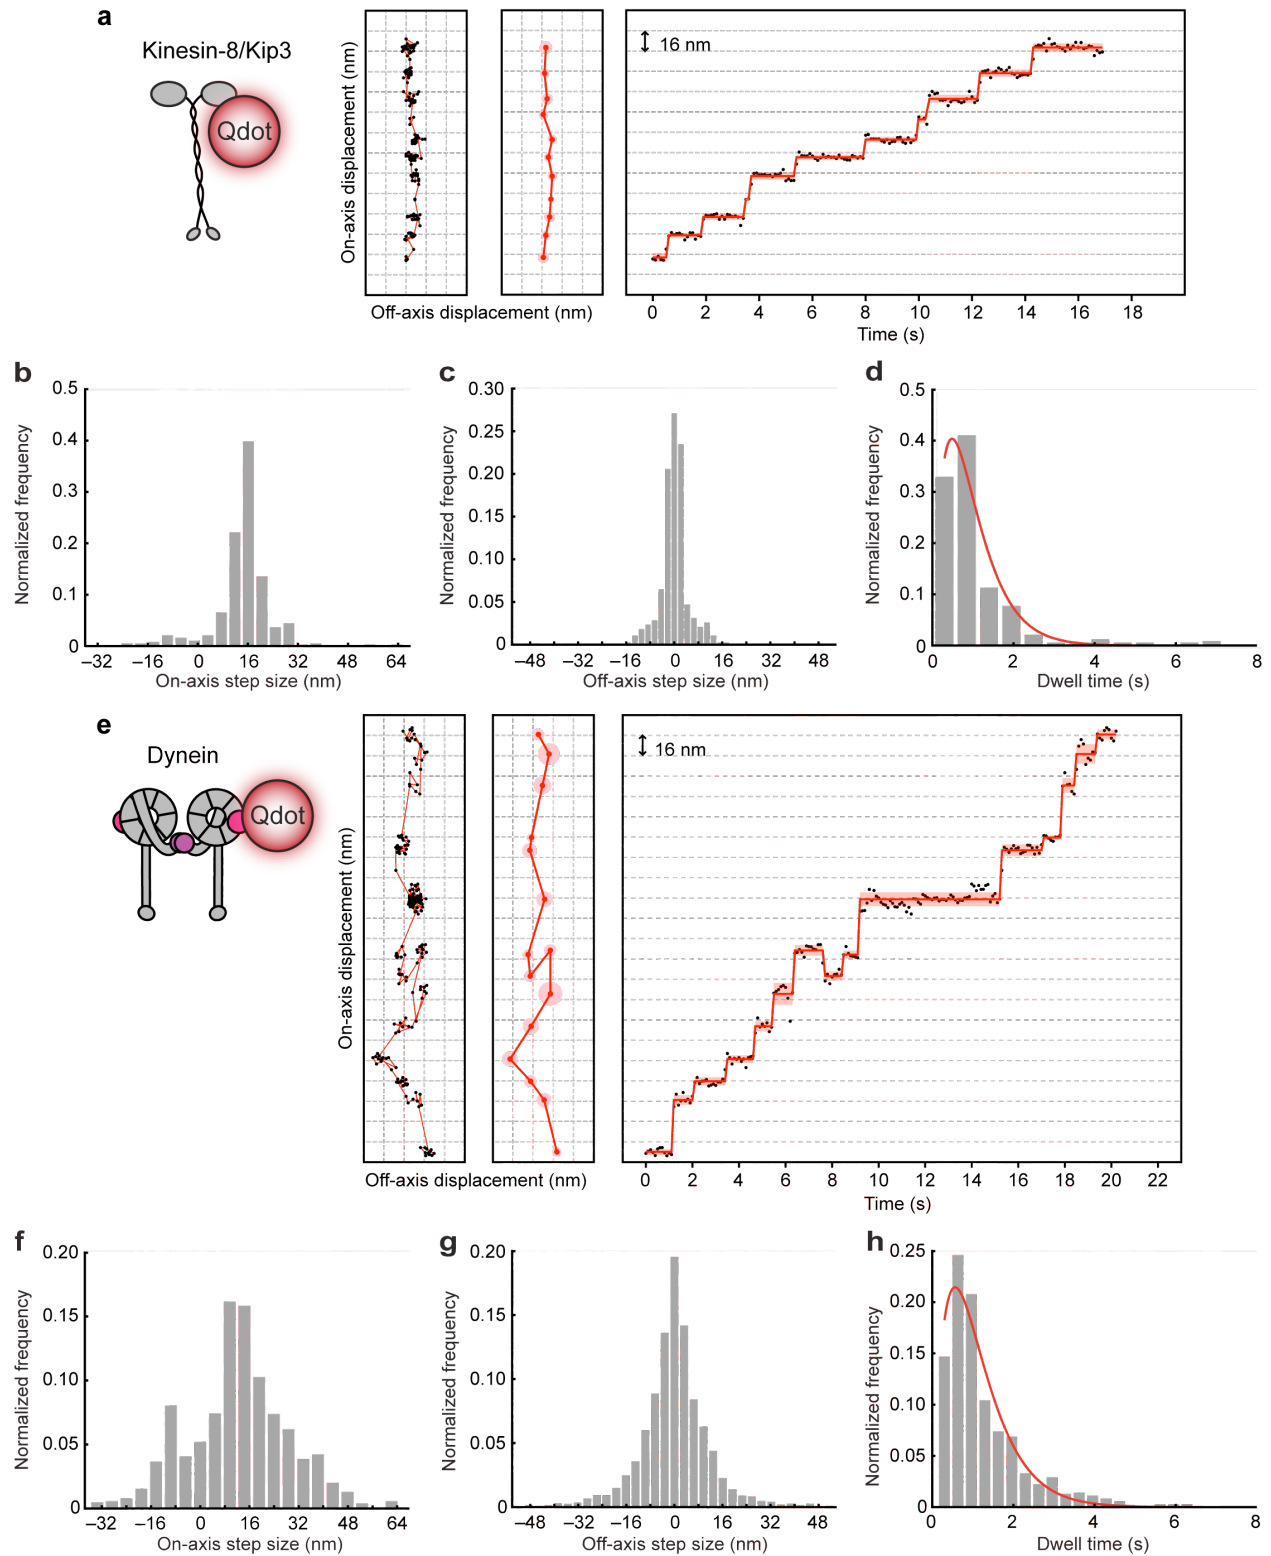 a
Kinesin-8/Kip3
Qdot
On-axis displacement (nm)
Off-axis displacement (nm)
16 nm
0 2 4 6 8 10 12 14 16 18
Time (s)
b
Normalized frequency
0.5
0.4
0.3
0.2
0.1
0
–32 –16 0 16 32 48 64
On-axis step size (nm)
c
Normalized frequency
0.30
0.25
0.20
0.15
0.10
0.05
0
–48 –32 –16 0 16 32 48
Off-axis step size (nm)
d
Normalized frequency
0.5
0.4
0.3
0.2
0.1
0
0 2 4 6 8
Dwell time (s)
e
Dynein
Qdot
On-axis displacement (nm)
Off-axis displacement (nm)
16 nm
0 2 4 6 8 10 12 14 16 18 20 22
Time (s)
f
Normalized frequency
0.20
0.15
0.10
0.05
0
–32 –16 0 16 32 48 64
On-axis step size (nm)
g
Normalized frequency
0.20
0.15
0.10
0.05
0
–48 –32 –16 0 16 32 48
Off-axis step size (nm)
h
Normalized frequency
0.25
0.20
0.15
0.10
0.05
0
0 2 4 6 8
Dwell time (s)